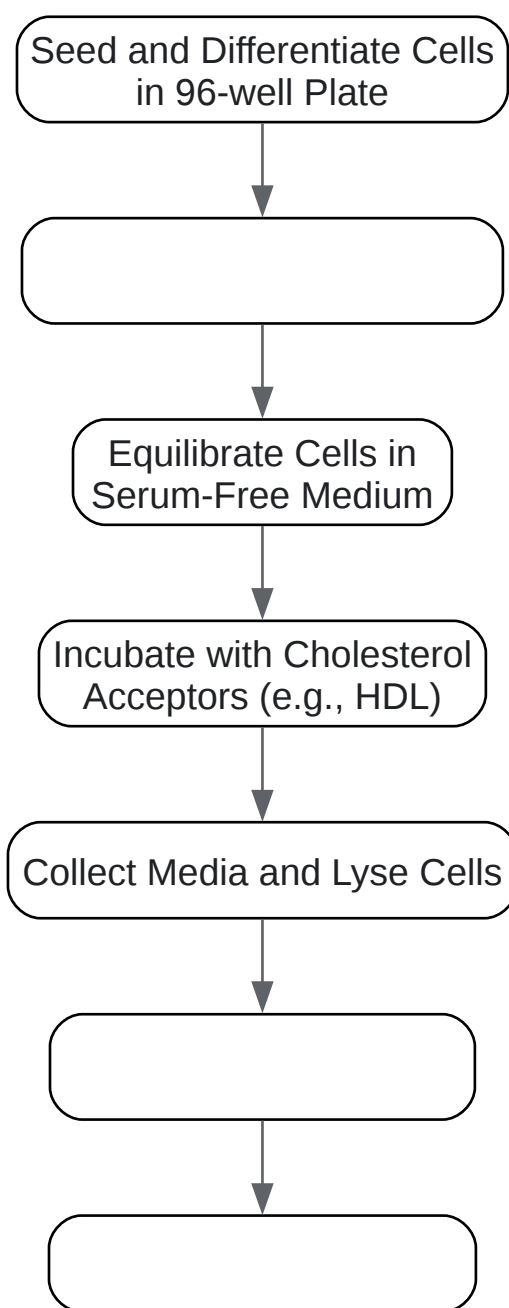 Seed and Differentiate Cells
in 96-well Plate
Equilibrate Cells in
Serum-Free Medium
Incubate with Cholesterol
Acceptors (e.g., HDL)
Collect Media and Lyse Cells